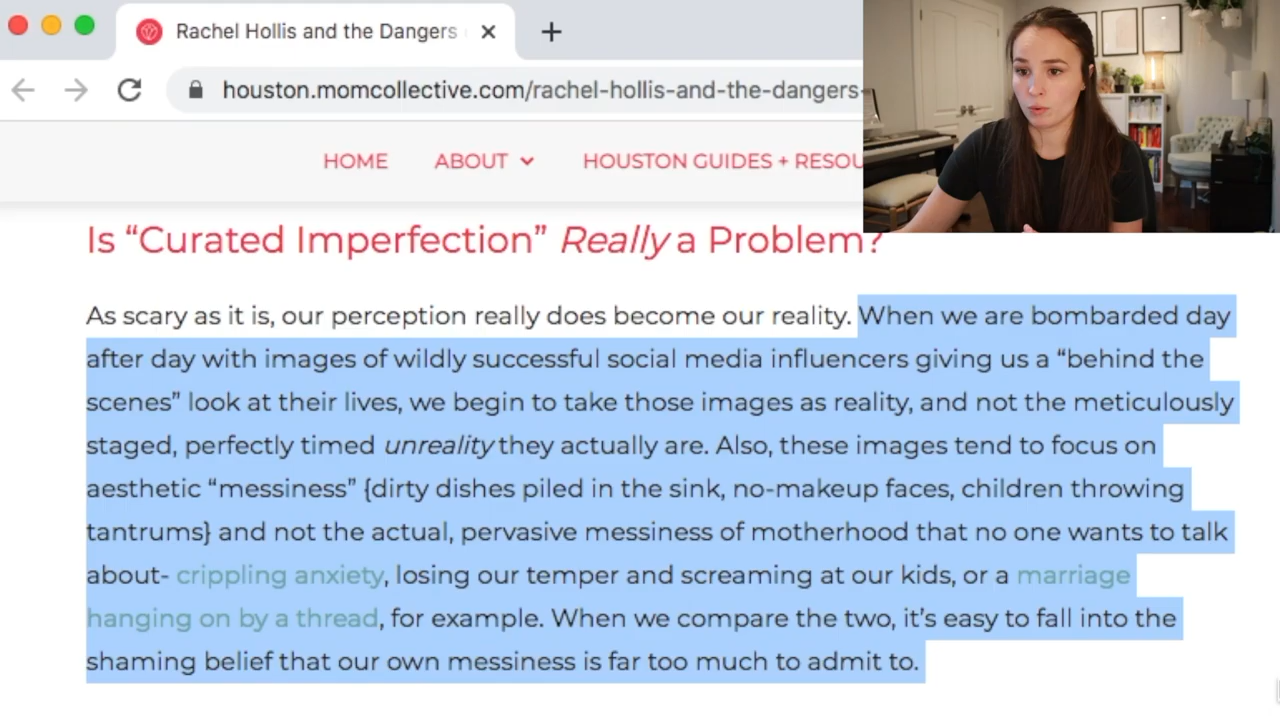 Rachel Hollis and the Dangers
houston.momcollective.com/rachel-hollis-and-the-dangers-
HOME ABOUT HOUSTON GUIDES + RESOU
Is “Curated Imperfection” Really a Problem?
As scary as it is, our perception really does become our reality. When we are bombarded day
after day with images of wildly successful social media influencers giving us a “behind the
scenes” look at their lives, we begin to take those images as reality, and not the meticulously
staged, perfectly timed unreality they actually are. Also, these images tend to focus on
aesthetic “messiness” {dirty dishes piled in the sink, no-makeup faces, children throwing
tantrums} and not the actual, pervasive messiness of motherhood that no one wants to talk
about- crippling anxiety, losing our temper and screaming at our kids, or a marriage
hanging on by a thread, for example. When we compare the two, it’s easy to fall into the
shaming belief that our own messiness is far too much to admit to.